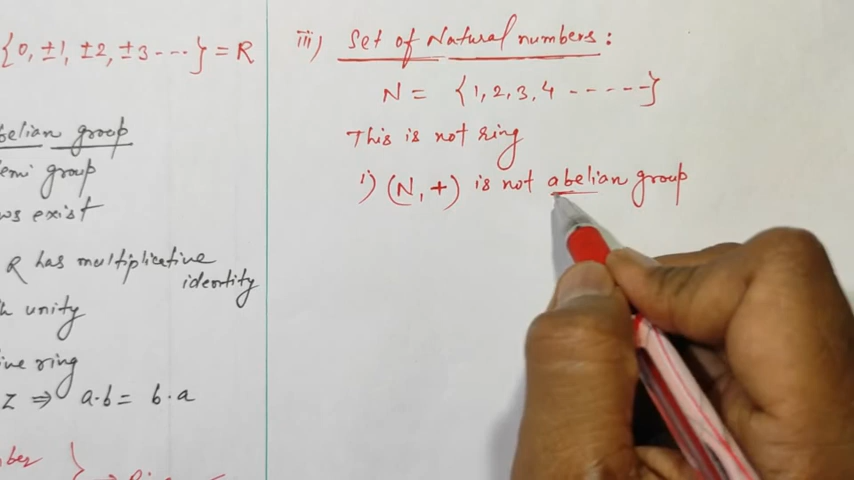 {0, ±1, ±2, ±3 ----} = R
belian group
emi group
ws exist
R has multiplicative
identity
unity
ive ring
Z ⇒ a·b = b·a
iii) Set of Natural numbers:
N = {1, 2, 3, 4 -----}
This is not ring
i) (N, +) is not abelian group